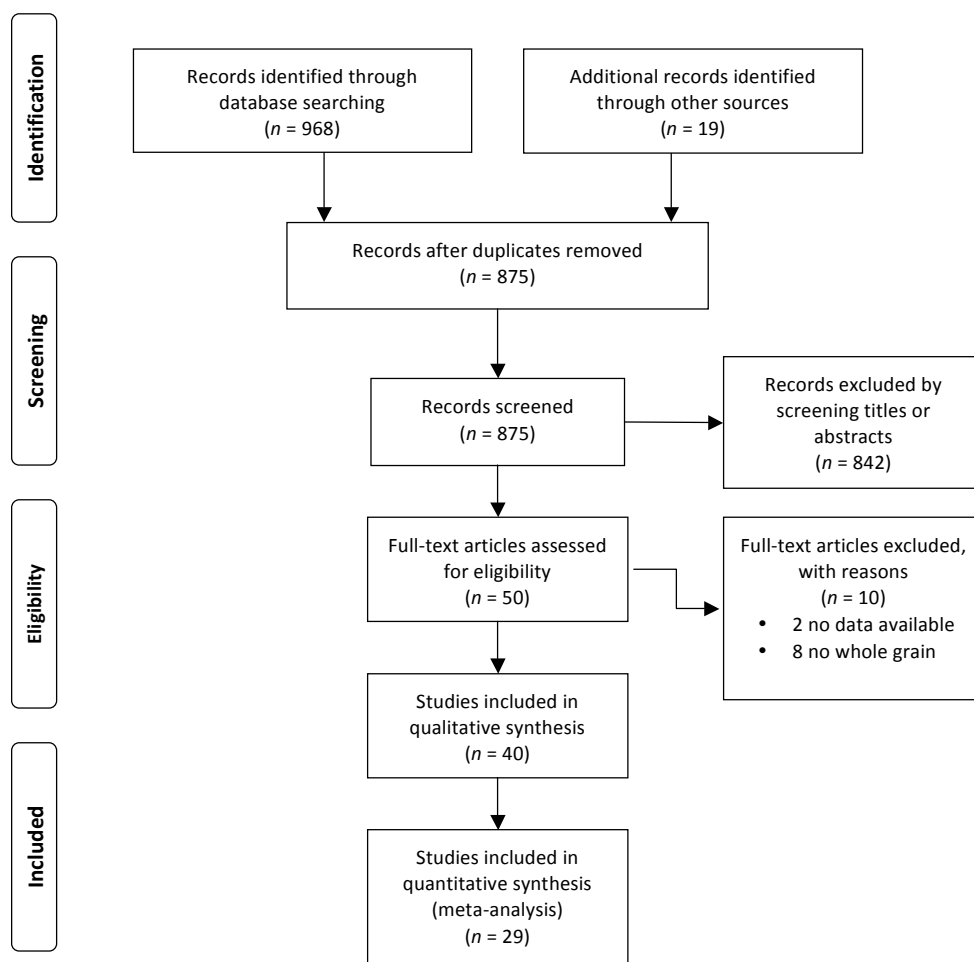 Identification
Records identified through
database searching
(n = 968)
Additional records identified
through other sources
(n = 19)
Records after duplicates removed
(n = 875)
Screening
Records screened
(n = 875)
Records excluded by
screening titles or
abstracts
(n = 842)
Eligibility
Full-text articles assessed
for eligibility
(n = 50)
Full-text articles excluded,
with reasons
(n = 10)
• 2 no data available
• 8 no whole grain
Studies included in
qualitative synthesis
(n = 40)
Included
Studies included in
quantitative synthesis
(meta-analysis)
(n = 29)